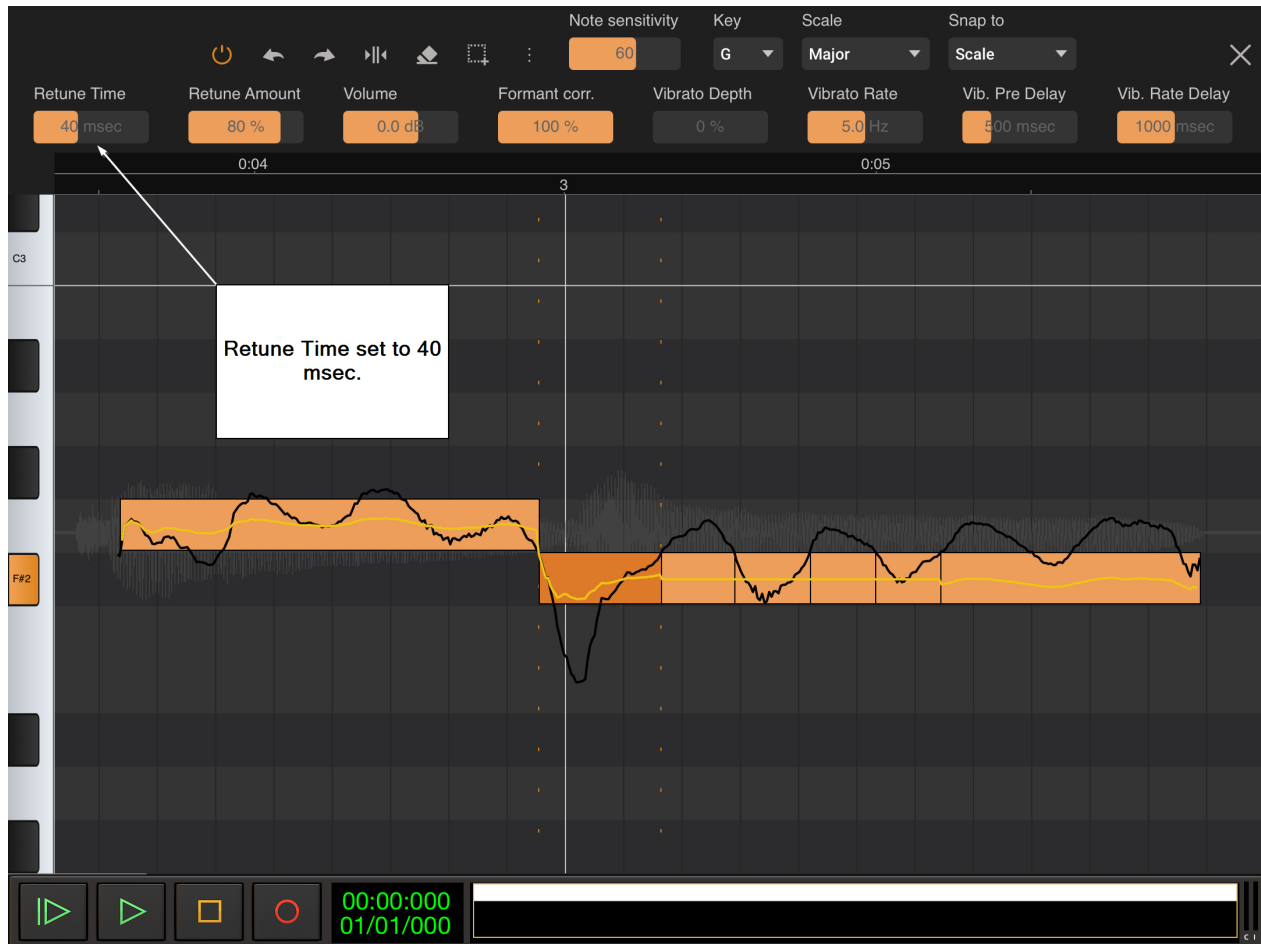 Note sensitivity Key Scale Snap to
60 G Major Scale
Retune Time Retune Amount Volume Formant corr. Vibrato Depth Vibrato Rate Vib. Pre Delay Vib. Rate Delay
40 msec 80 % 0.0 dB 100 % 0 % 5.0 Hz 500 msec 1000 msec
0:04 0:05
3
C3
Retune Time set to 40
msec.
F#2
00:00:000
01/01/000